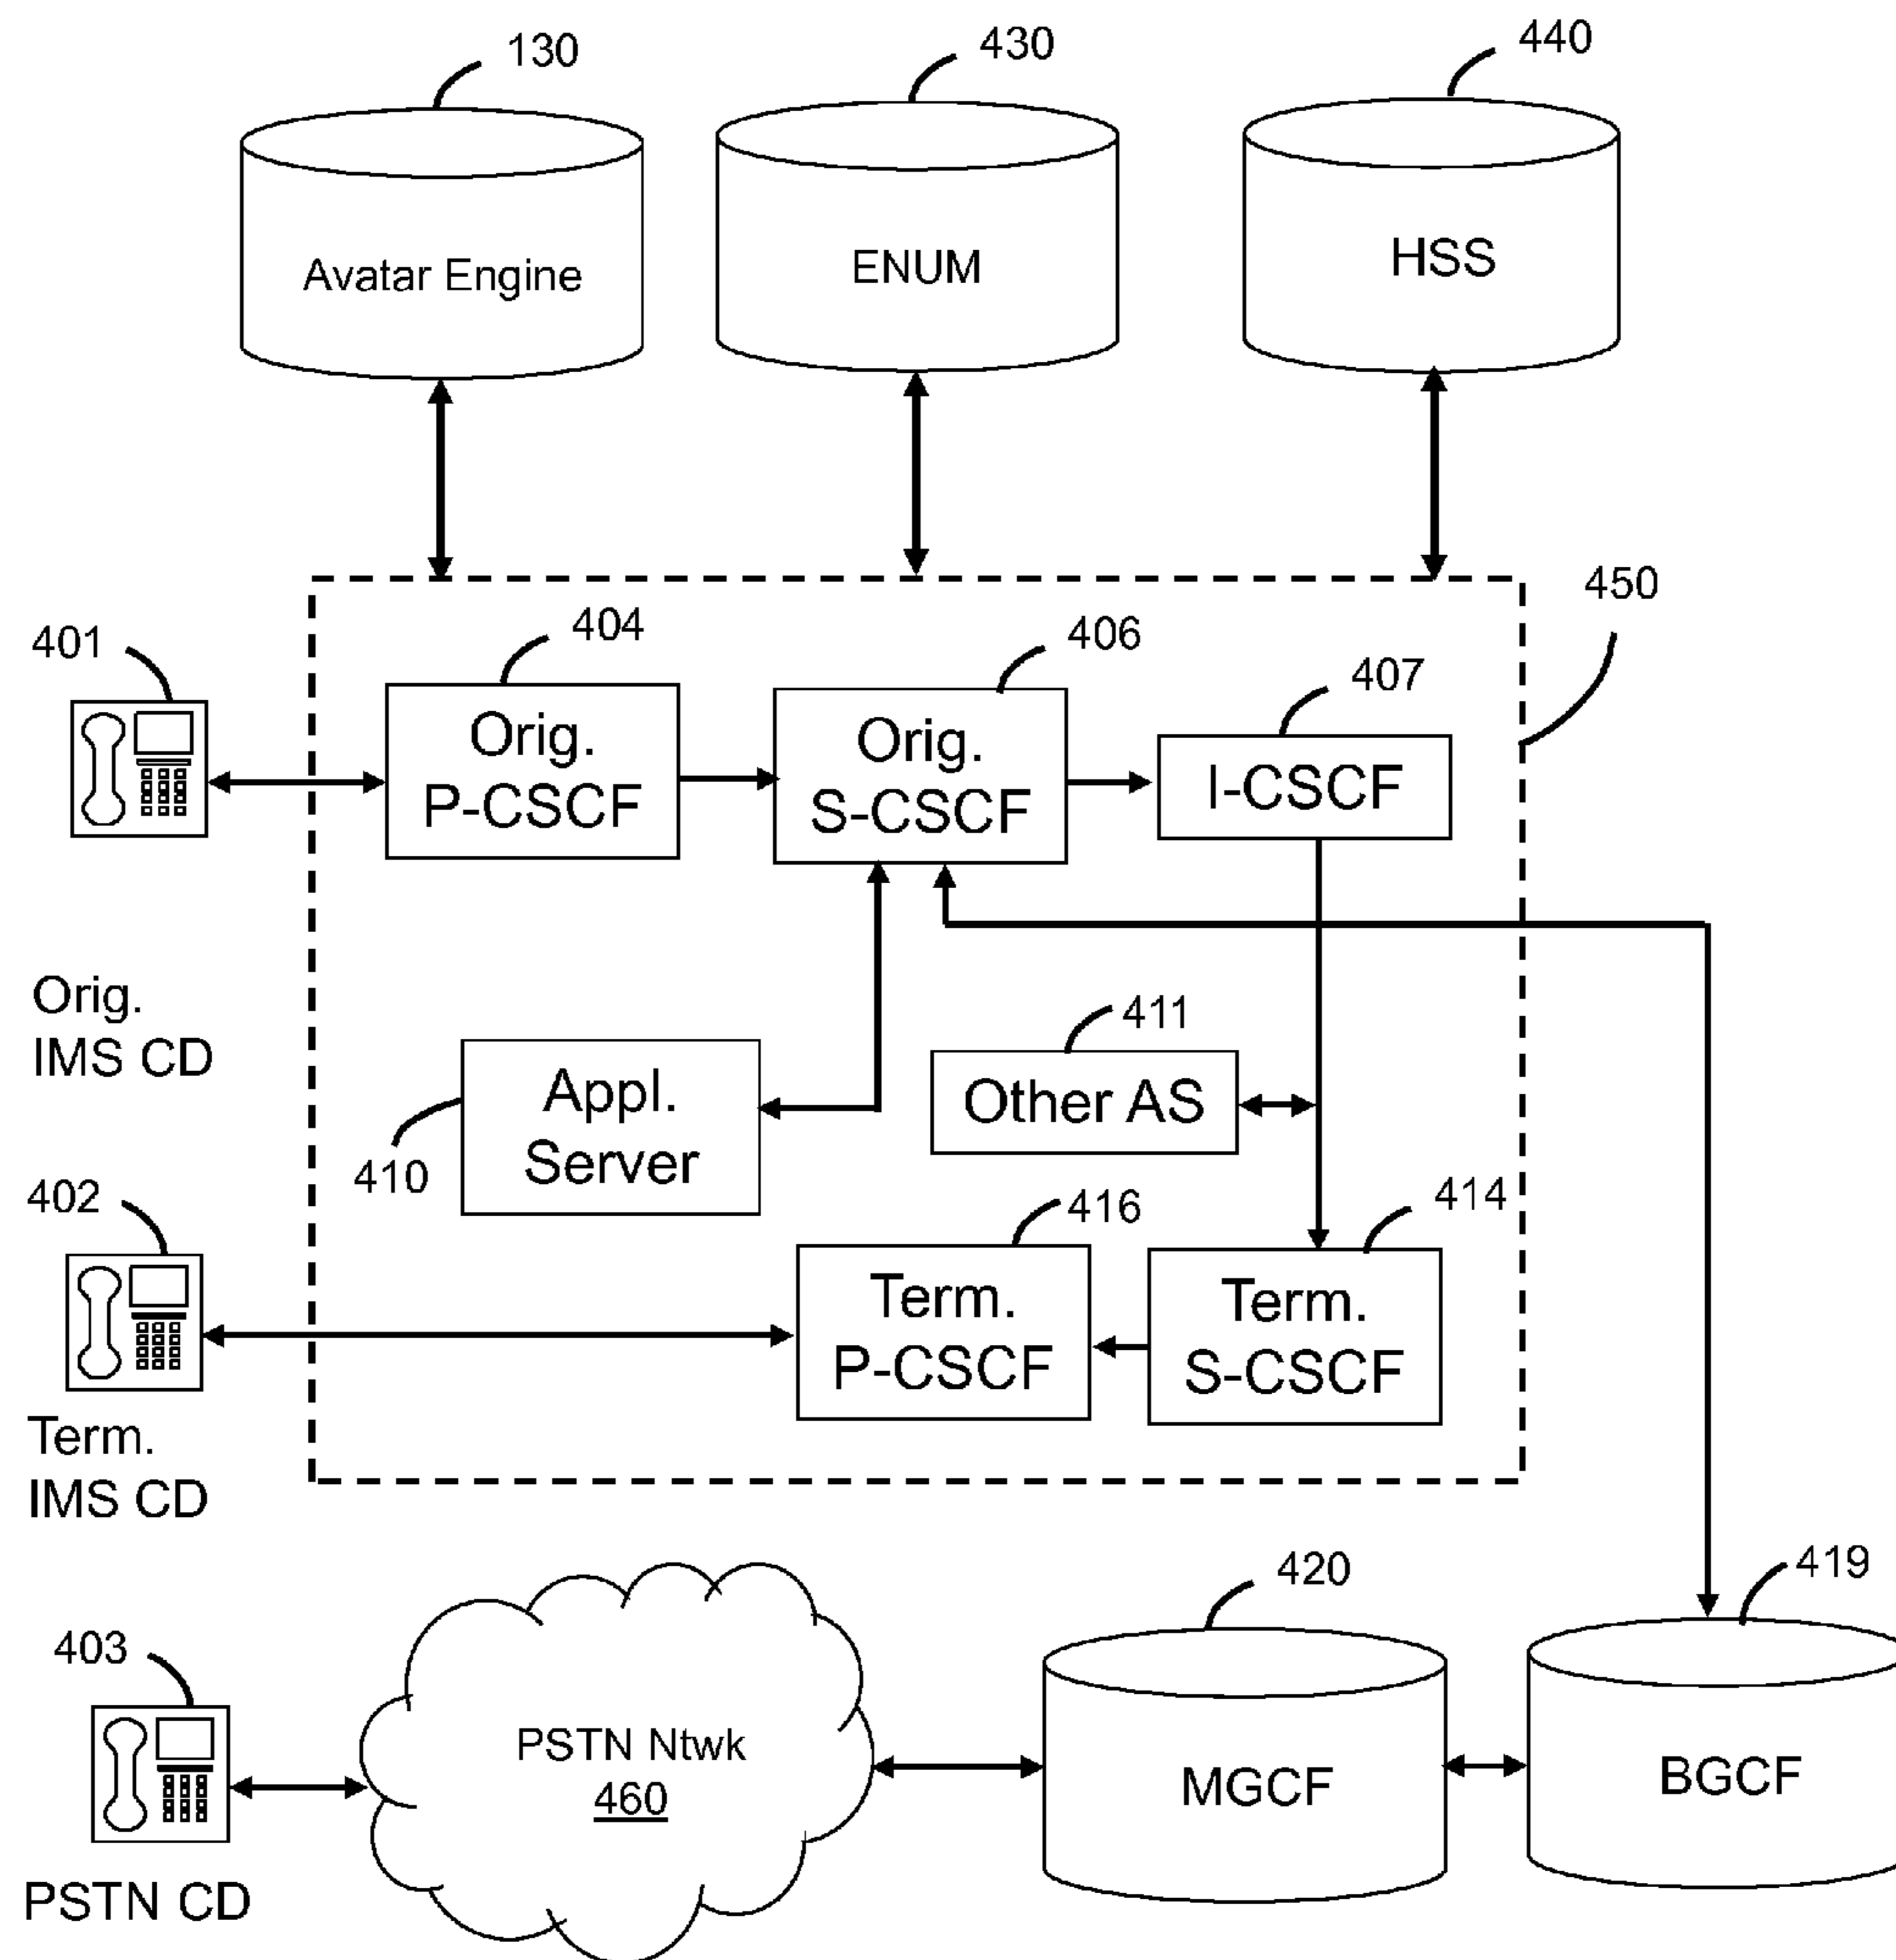 130
430
440
Avatar Engine
ENUM
HSS
450
401
404
406
407
Orig.
P-CSCF
Orig.
S-CSCF
I-CSCF
Orig.
IMS CD
411
Appl.
Server
Other AS
410
402
416
414
Term.
P-CSCF
Term.
S-CSCF
Term.
IMS CD
420
419
403
PSTN Ntwk
460
MGCF
BGCF
PSTN CD